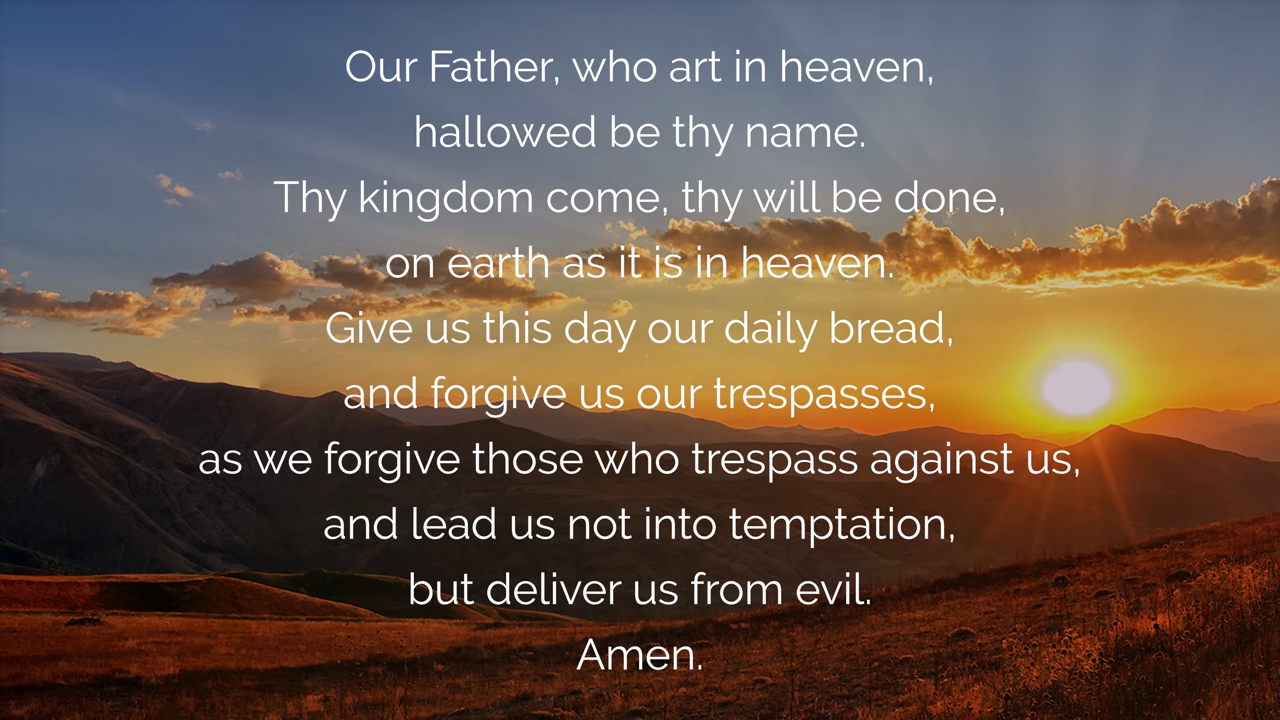 Our Father, who art in heaven,
hallowed be thy name.
Thy kingdom come, thy will be done,
on earth as it is in heaven.
Give us this day our daily bread,
and forgive us our trespasses,
as we forgive those who trespass against us,
and lead us not into temptation,
but deliver us from evil.
Amen.